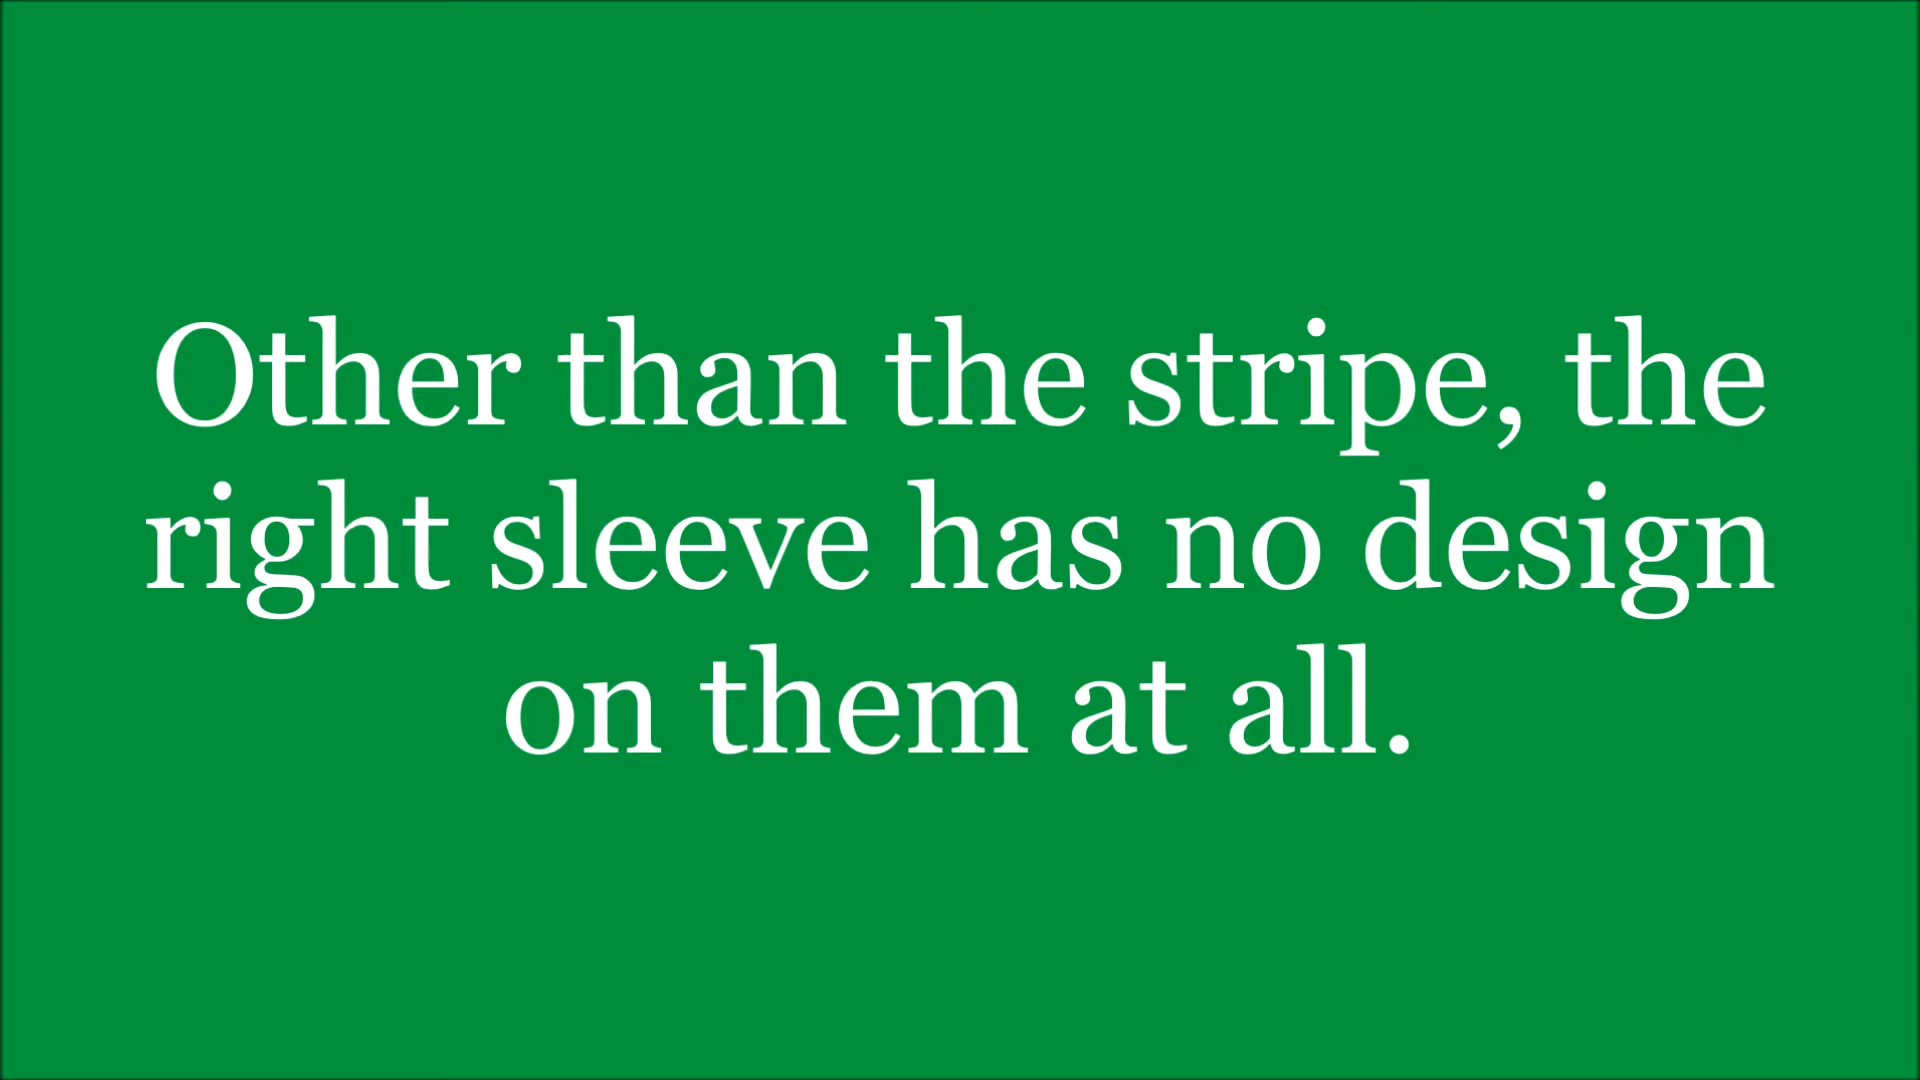 Other than the stripe, the
right sleeve has no design
on them at all.